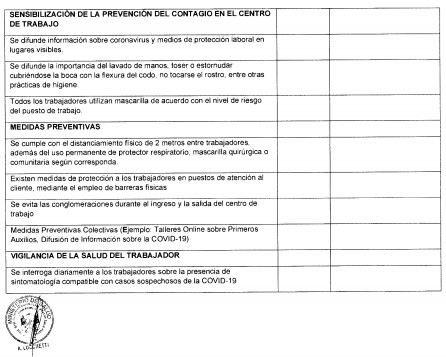 SENSIBILIZACIÓN DE LA PREVENCIÓN DEL CONTAGIO EN EL CENTRO
DE TRABAJO
Se difunde información sobre coronavirus y medios de protección laboral en
lugares visibles.
Se difunde la importancia del lavado de manos, toser o estornudar
cubriéndose la boca con la flexura del codo, no tocarse el rostro, entre otras
prácticas de higiene.
Todos los trabajadores utilizan mascarilla de acuerdo con el nivel de riesgo
del puesto de trabajo.
MEDIDAS PREVENTIVAS
Se cumple con el distanciamiento físico de 2 metros entre trabajadores,
además del uso permanente de protector respiratorio, mascarilla quirúrgica o
comunitaria según corresponda.
Existen medidas de protección a los trabajadores en puestos de atención al
cliente, mediante el empleo de barreras físicas
Se evita las conglomeraciones durante el ingreso y la salida del centro de
trabajo
Medidas Preventivas Colectivas (Ejemplo: Talleres Online sobre Primeros
Auxilios, Difusión de Información sobre la COVID-19)
VIGILANCIA DE LA SALUD DEL TRABAJADOR
Se interroga diariamente a los trabajadores sobre la presencia de
sintomatología compatible con casos sospechosos de la COVID-19
MINISTERIO DE SALUD